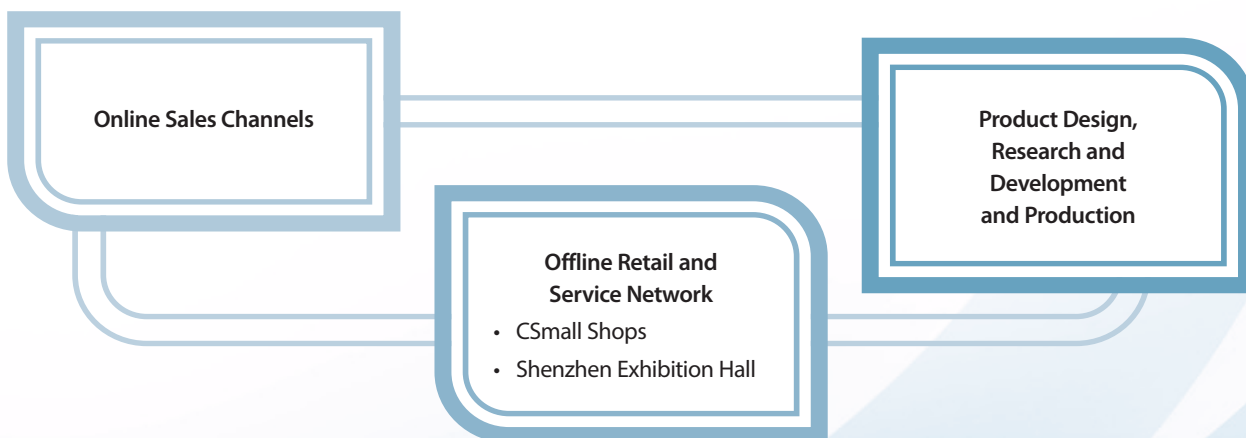 Online Sales Channels
Product Design,
Research and
Development
and Production
Offline Retail and
Service Network
• CSmall Shops
• Shenzhen Exhibition Hall